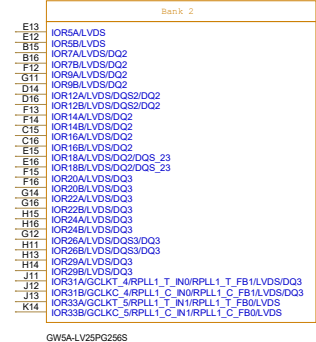 Bank 2
E13 IOR5A/LVDS
E12 IOR5B/LVDS
B15 IOR7A/LVDS/DQ2
B16 IOR7B/LVDS/DQ2
F12 IOR9A/LVDS/DQ2
G11 IOR9B/LVDS/DQ2
D14 IOR12A/LVDS/DQS2/DQ2
D16 IOR12B/LVDS/DQS2/DQ2
F13 IOR14A/LVDS/DQ2
F14 IOR14B/LVDS/DQ2
C15 IOR16A/LVDS/DQ2
C16 IOR16B/LVDS/DQ2
E15 IOR18A/LVDS/DQ2/DQS_23
E16 IOR18B/LVDS/DQ2/DQS_23
F15 IOR20A/LVDS/DQ3
F16 IOR20B/LVDS/DQ3
G14 IOR22A/LVDS/DQ3
G16 IOR22B/LVDS/DQ3
H15 IOR24A/LVDS/DQ3
H16 IOR24B/LVDS/DQ3
G12 IOR26A/LVDS/DQS3/DQ3
H11 IOR26B/LVDS/DQS3/DQ3
H13 IOR29A/LVDS/DQ3
H14 IOR29B/LVDS/DQ3
J11 IOR31A/GCLKT_4/RPLL1_T_IN0/RPLL1_T_FB1/LVDS/DQ3
J12 IOR31B/GCLKC_4/RPLL1_C_IN0/RPLL1_C_FB1/LVDS/DQ3
J13 IOR33A/GCLKT_5/RPLL1_T_IN1/RPLL1_T_FB0/LVDS
K14 IOR33B/GCLKC_5/RPLL1_C_IN1/RPLL1_C_FB0/LVDS
GW5A-LV25PG256S